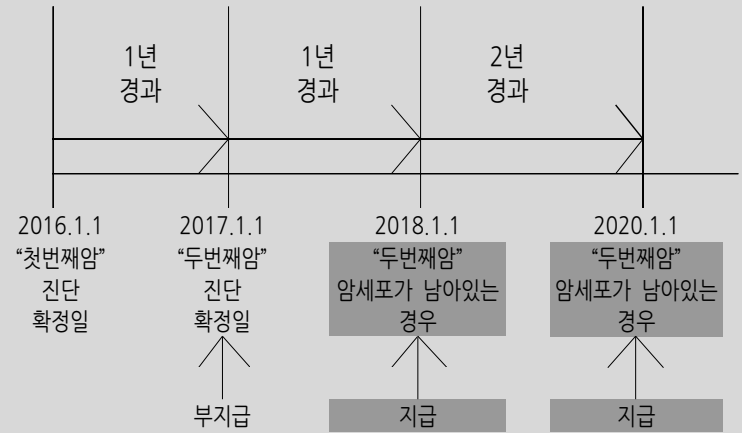 1년
경과
1년
경과
2년
경과
2016.1.1
“첫번째암”
진단
확정일
2017.1.1
“두번째암”
진단
확정일
2018.1.1
“두번째암”
암세포가 남아있는
경우
2020.1.1
“두번째암”
암세포가 남아있는
경우
부지급
지급
지급